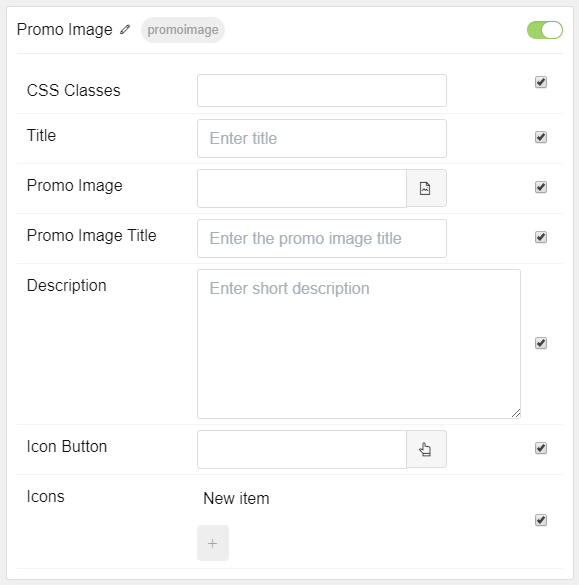 Promo Image promoimage
CSS Classes
Title Enter title
Promo Image
Promo Image Title Enter the promo image title
Description Enter short description
Icon Button
Icons New item
+